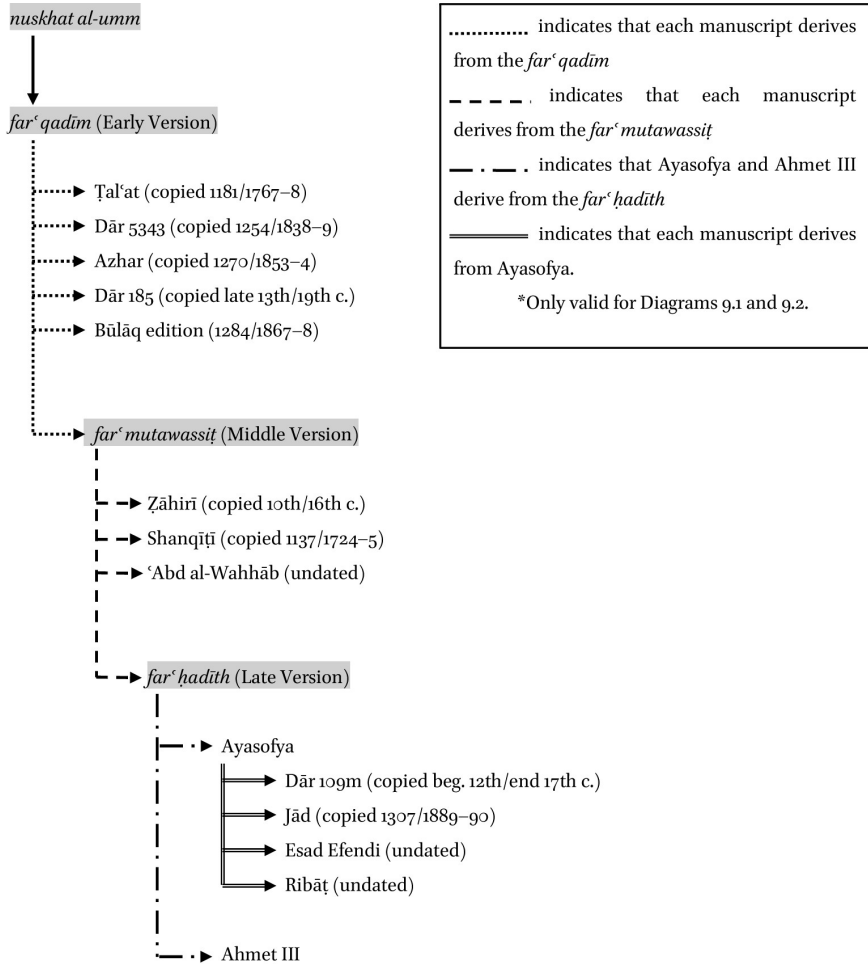 nuskhat al-umm
farʿ qadīm (Early Version)
Ṭalʿat (copied 1181/1767–8)
Dār 5343 (copied 1254/1838–9)
Azhar (copied 1270/1853–4)
Dār 185 (copied late 13th/19th c.)
Būlāq edition (1284/1867–8)
farʿ mutawassiṭ (Middle Version)
Ẓāhirī (copied 10th/16th c.)
Shanqīṭī (copied 1137/1724–5)
ʿAbd al-Wahhāb (undated)
farʿ ḥadīth (Late Version)
Ayasofya
Dār 109m (copied beg. 12th/end 17th c.)
Jād (copied 1307/1889–90)
Esad Efendi (undated)
Ribāṭ (undated)
Ahmet III
indicates that each manuscript derives
from the farʿ qadīm
indicates that each manuscript
derives from the farʿ mutawassiṭ
indicates that Ayasofya and Ahmet III
derive from the farʿ ḥadīth
indicates that each manuscript derives
from Ayasofya.
*Only valid for Diagrams 9.1 and 9.2.